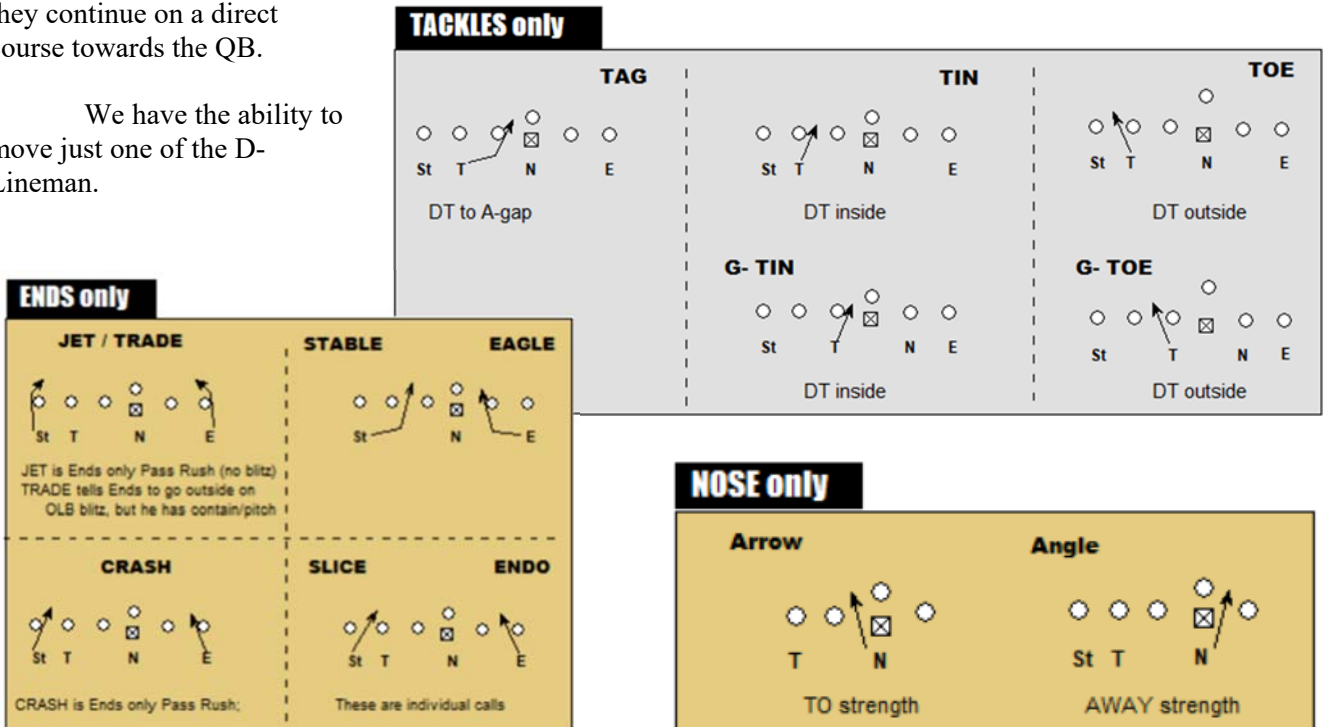 hey continue on a direct
ourse towards the QB.
We have the ability to
move just one of the D-
Lineman.
TACKLES only
TAG
St T N E
DT to A-gap
TIN
St T N E
DT inside
TOE
St T N E
DT outside
G- TIN
St T N E
DT inside
G- TOE
St T N E
DT outside
ENDS only
JET / TRADE
St T N E
JET is Ends only Pass Rush (no blitz)
TRADE tells Ends to go outside on
OLB blitz, but he has contain/pitch
STABLE EAGLE
St N E
CRASH
St T N E
CRASH is Ends only Pass Rush;
SLICE ENDO
St T N E
These are individual calls
NOSE only
Arrow
T N
TO strength
Angle
St T N
AWAY strength